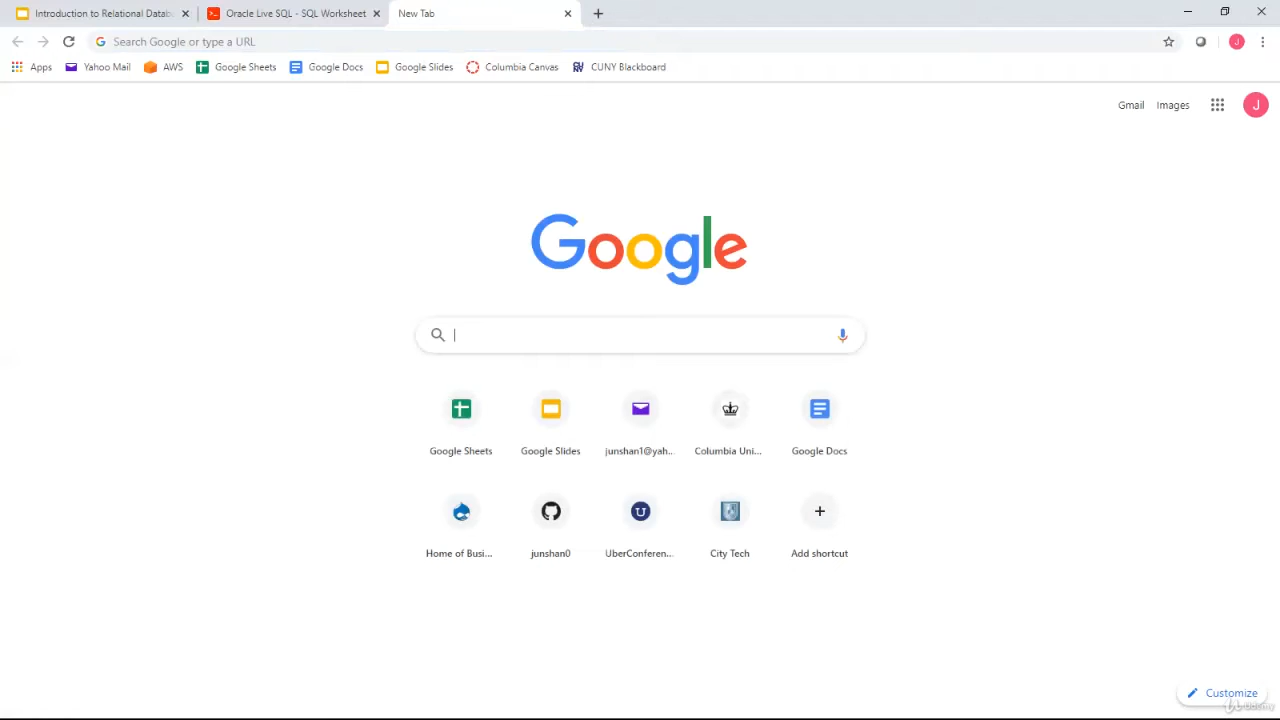 Introduction to Relational Datab
Oracle Live SQL - SQL Worksheet
New Tab
Search Google or type a URL
J
Apps
Yahoo Mail
AWS
Google Sheets
Google Docs
Google Slides
Columbia Canvas
CUNY Blackboard
Gmail
Images
J
Google
Google Sheets
Google Slides
junshan1@yah...
Columbia Uni...
Google Docs
Home of Busi...
junshan0
UberConferen...
City Tech
Add shortcut
Customize
Udemy